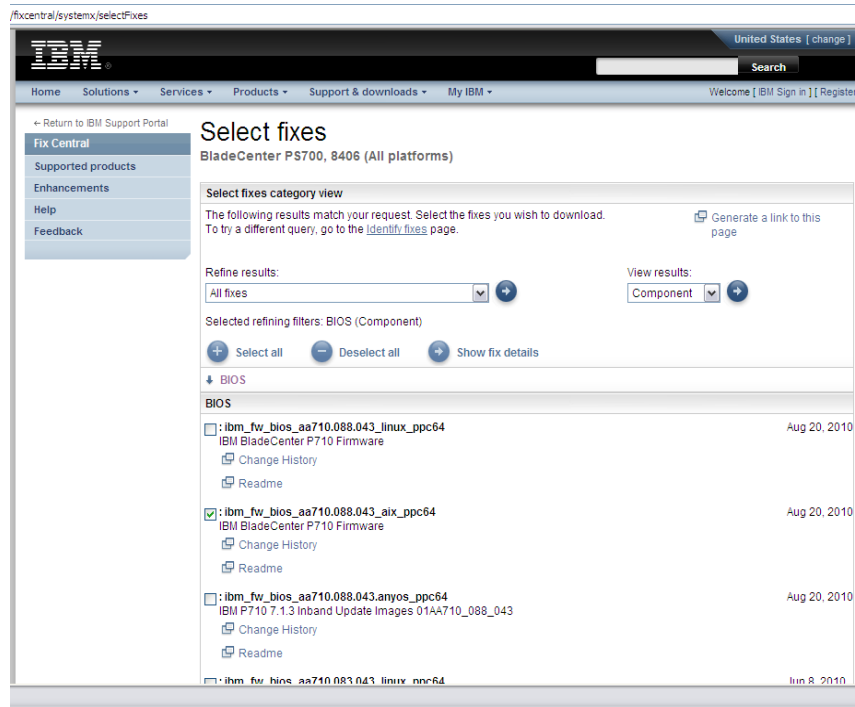 /fixcentral/systemx/selectFixes
United States [ change ]
IBM®
Search
Home Solutions Services Products Support & downloads My IBM
Welcome [ IBM Sign in ] [ Register
← Return to IBM Support Portal
Fix Central
Supported products
Enhancements
Help
Feedback
Select fixes
BladeCenter PS700, 8406 (All platforms)
Select fixes category view
The following results match your request. Select the fixes you wish to download.
To try a different query, go to the Identify fixes page.
Generate a link to this
page
Refine results:
All fixes
View results:
Component
Selected refining filters: BIOS (Component)
Select all
Deselect all
Show fix details
BIOS
BIOS
: ibm_fw_bios_aa710.088.043_linux_ppc64 Aug 20, 2010
IBM BladeCenter P710 Firmware
Change History
Readme
: ibm_fw_bios_aa710.088.043_aix_ppc64 Aug 20, 2010
IBM BladeCenter P710 Firmware
Change History
Readme
: ibm_fw_bios_aa710.088.043.anyos_ppc64 Aug 20, 2010
IBM P710 7.1.3 Inband Update Images 01AA710_088_043
Change History
Readme
: ibm_fw_bios_aa710.083.043_linux_ppc64 Jun 8, 2010